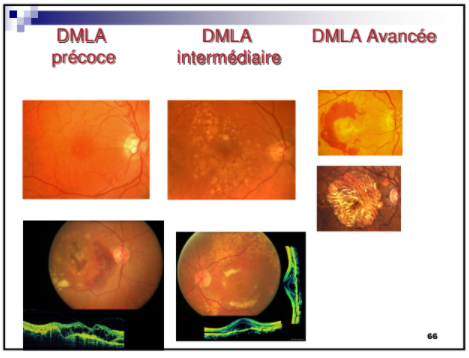 DMLA
précoce
DMLA
intermédiaire
DMLA Avancée
66